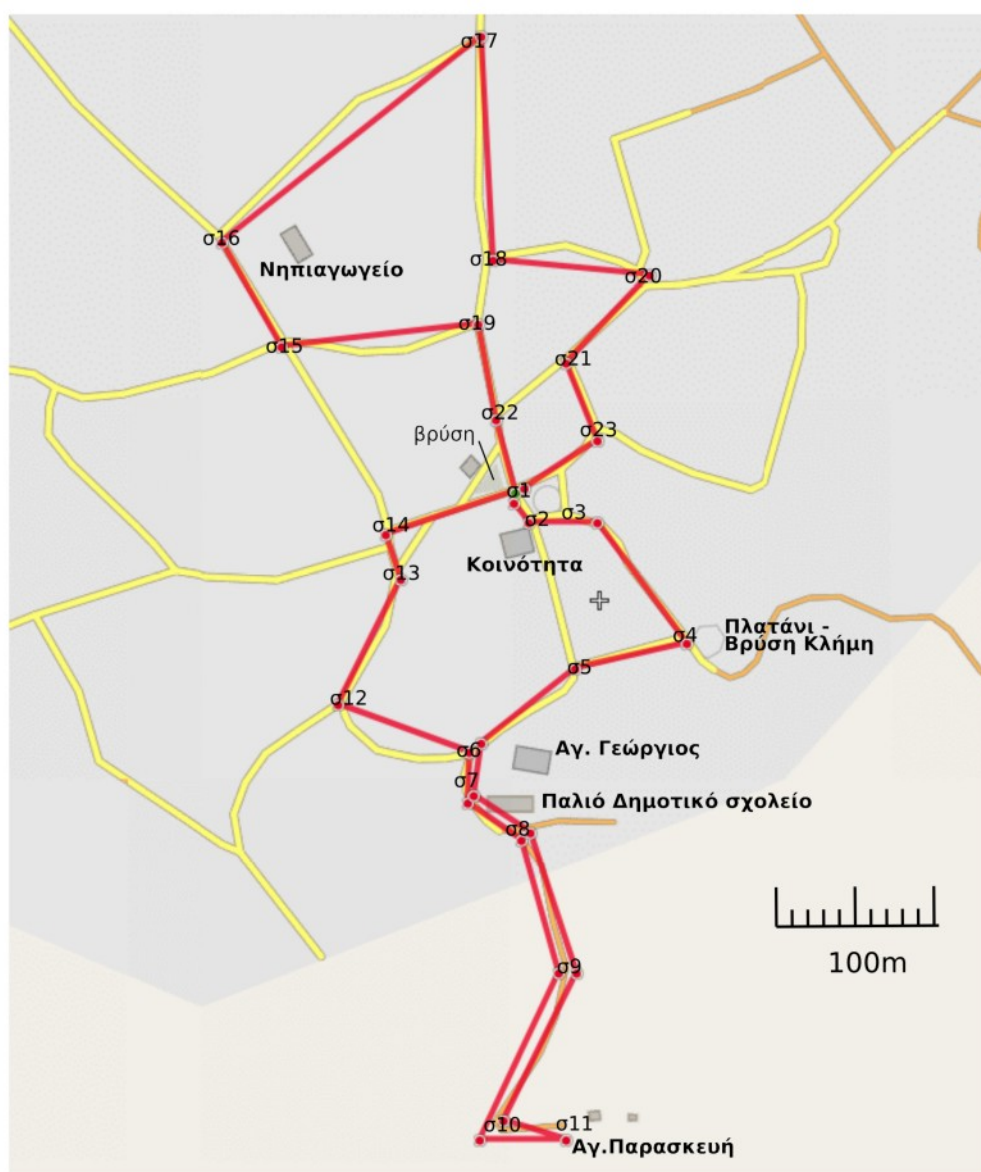 σ17
σ16
Νηπιαγωγείο
σ18
σ20
σ19
σ15
σ21
σ22
σ23
βρύση
σ1
σ2
σ3
σ14
Κοινότητα
σ13
Πλατάνι -
Βρύση Κλήμη
σ4
σ5
σ12
σ6
Αγ. Γεώργιος
σ7
Παλιό Δημοτικό σχολείο
σ8
σ9
100m
σ10
σ11
Αγ.Παρασκευή